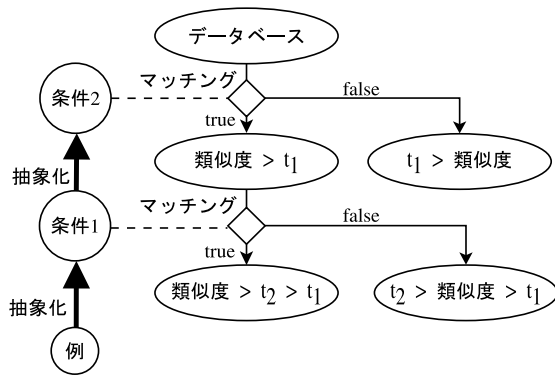 データベース
マッチング
条件2
false
true
抽象化
類似度 > t1
t1 > 類似度
マッチング
条件1
false
true
抽象化
類似度 > t2 > t1
t2 > 類似度 > t1
例